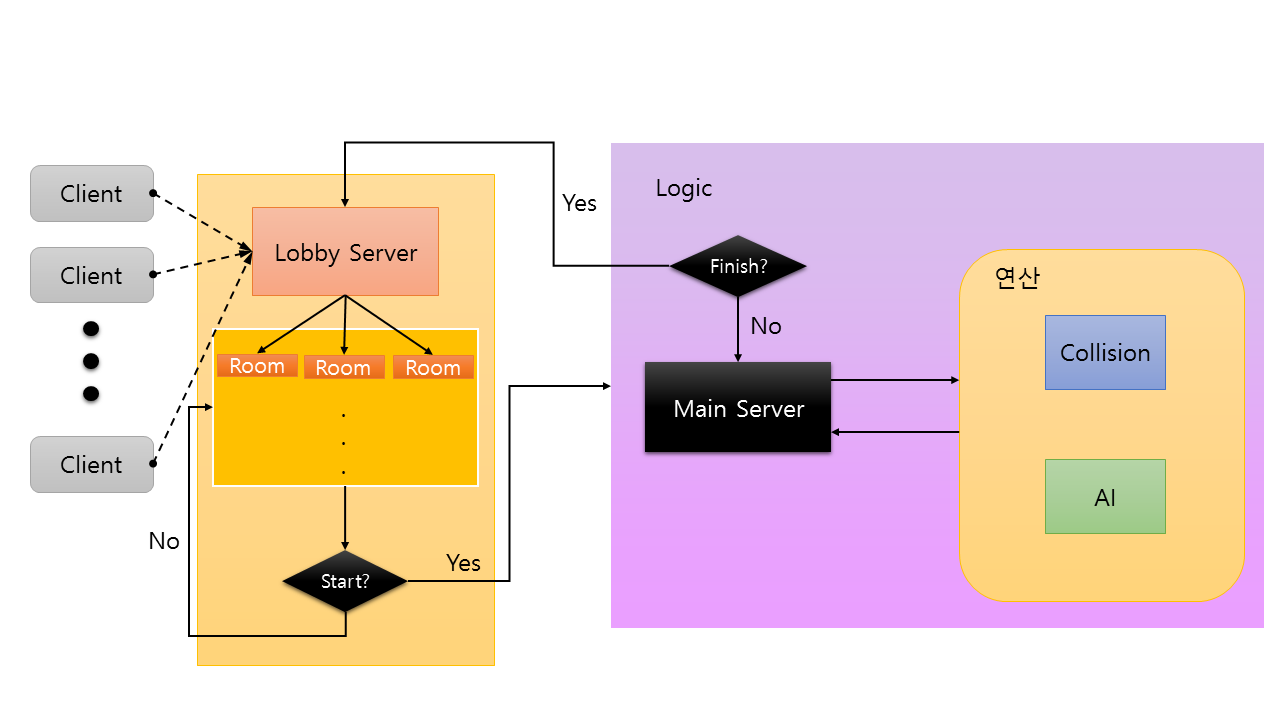 Client
Client
Client
Lobby Server
Room
Room
Room
.
.
.
Start?
No
Yes
Yes
Logic
Finish?
No
Main Server
연산
Collision
AI